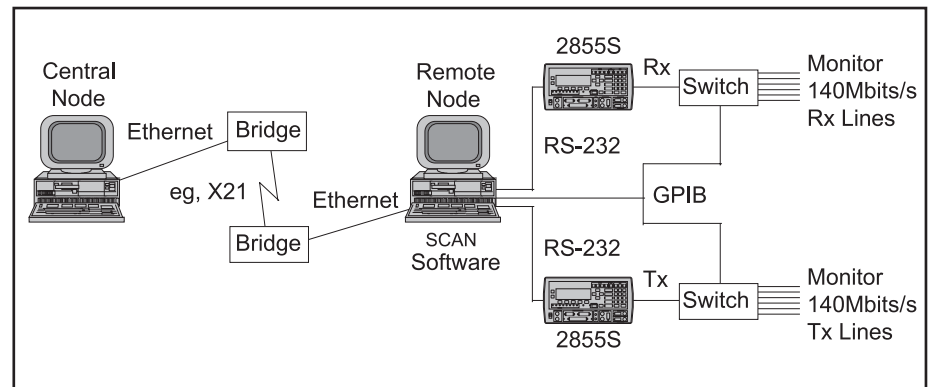 Central
Node
Ethernet
Bridge
eg, X21
Bridge
Ethernet
Remote
Node
SCAN
Software
2855S
Rx
Switch
Monitor
140Mbits/s
Rx Lines
RS-232
GPIB
RS-232
Tx
Switch
Monitor
140Mbits/s
Tx Lines
2855S